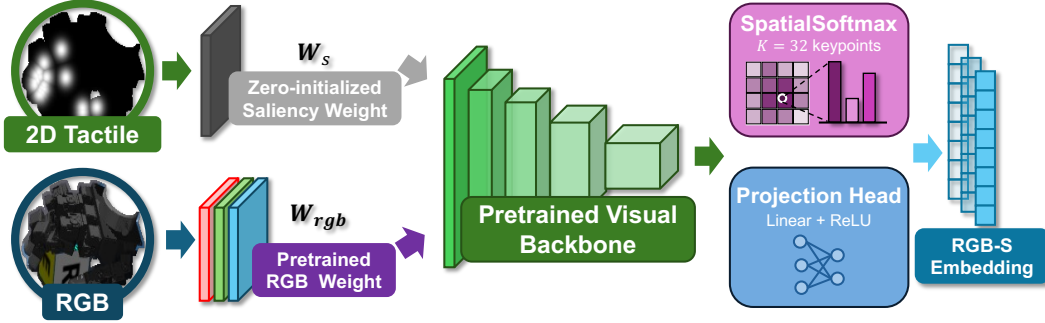 2D Tactile
W_s
Zero-initialized
Saliency Weight
RGB
W_rgb
Pretrained
RGB Weight
Pretrained Visual
Backbone
SpatialSoftmax
K = 32 keypoints
Projection Head
Linear + ReLU
RGB-S
Embedding